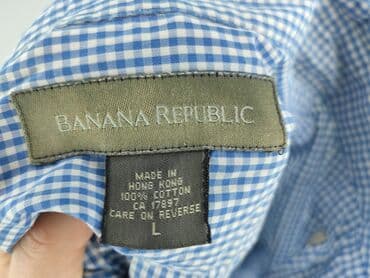 BANANA REPUBLIC
MADE IN
HONG KONG
100% COTTON
CA 17897
CARE ON REVERSE
L